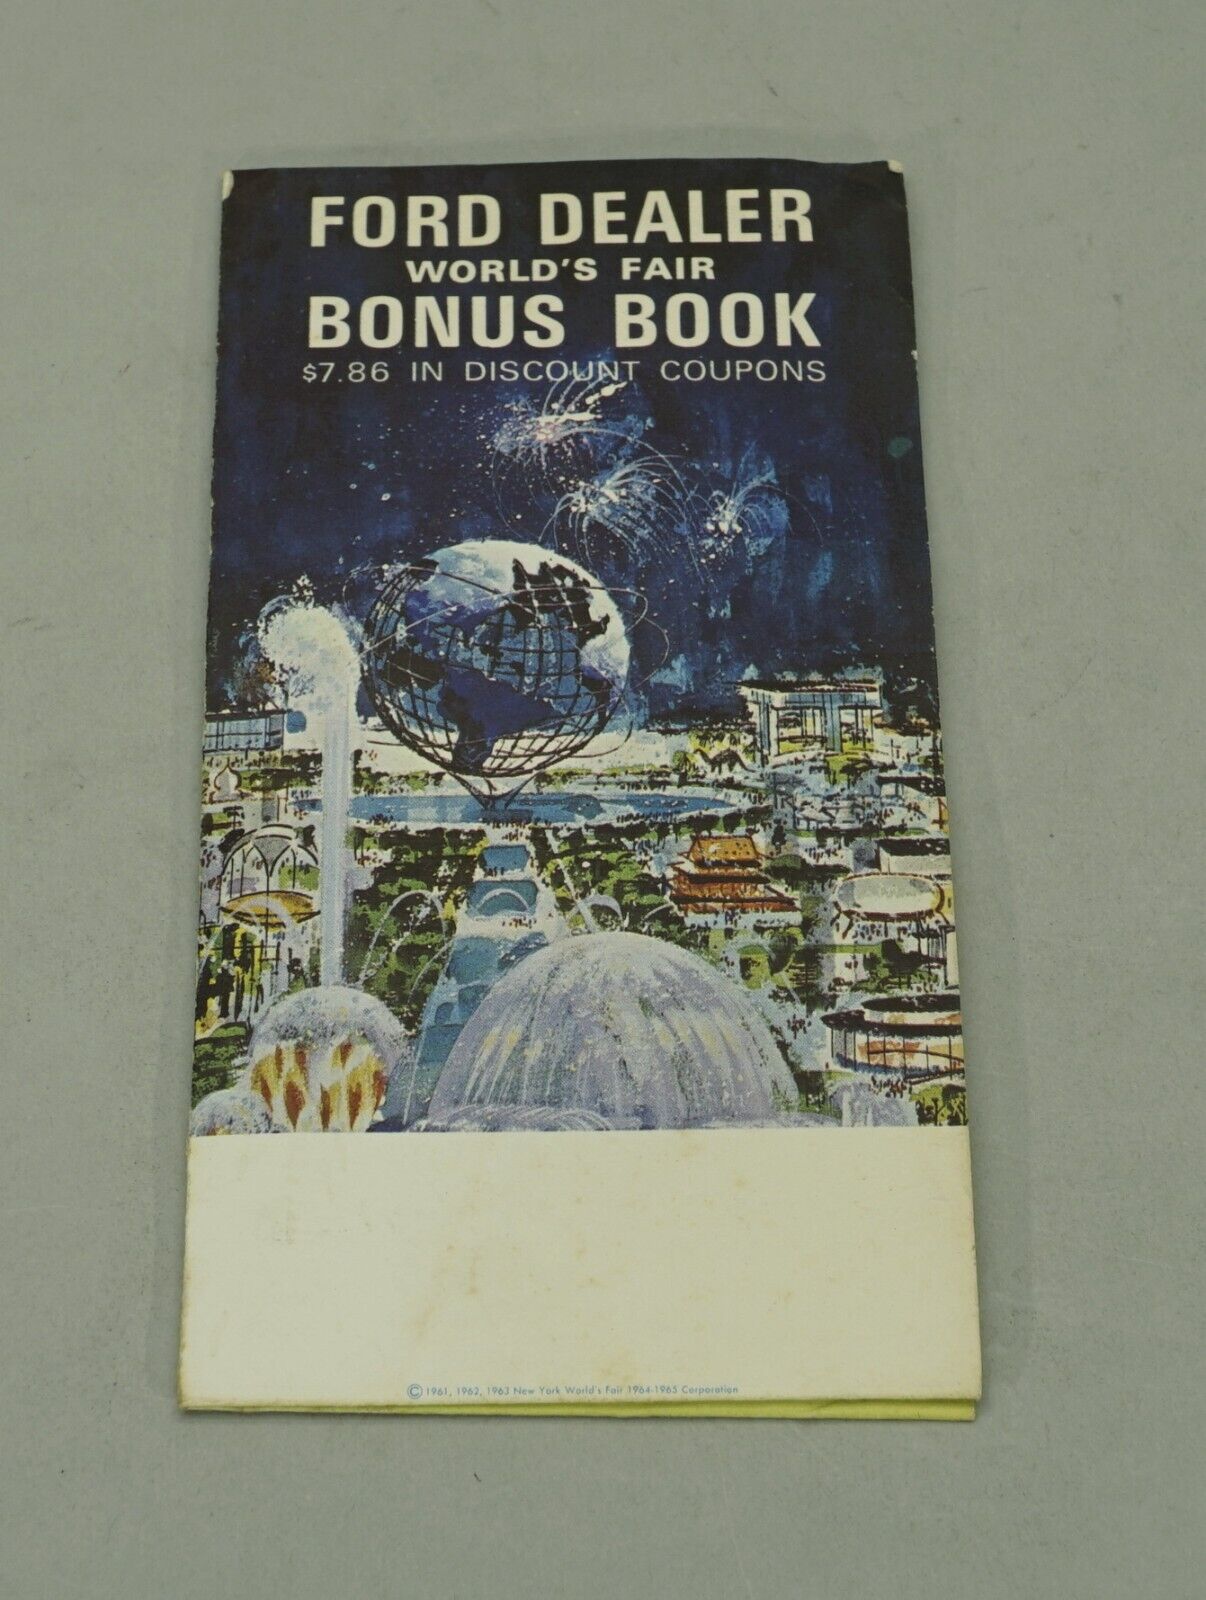 FORD DEALER
WORLD'S FAIR
BONUS BOOK
$7.86 IN DISCOUNT COUPONS
© 1961, 1962, 1963 New York World's Fair 1964-1965 Corporation